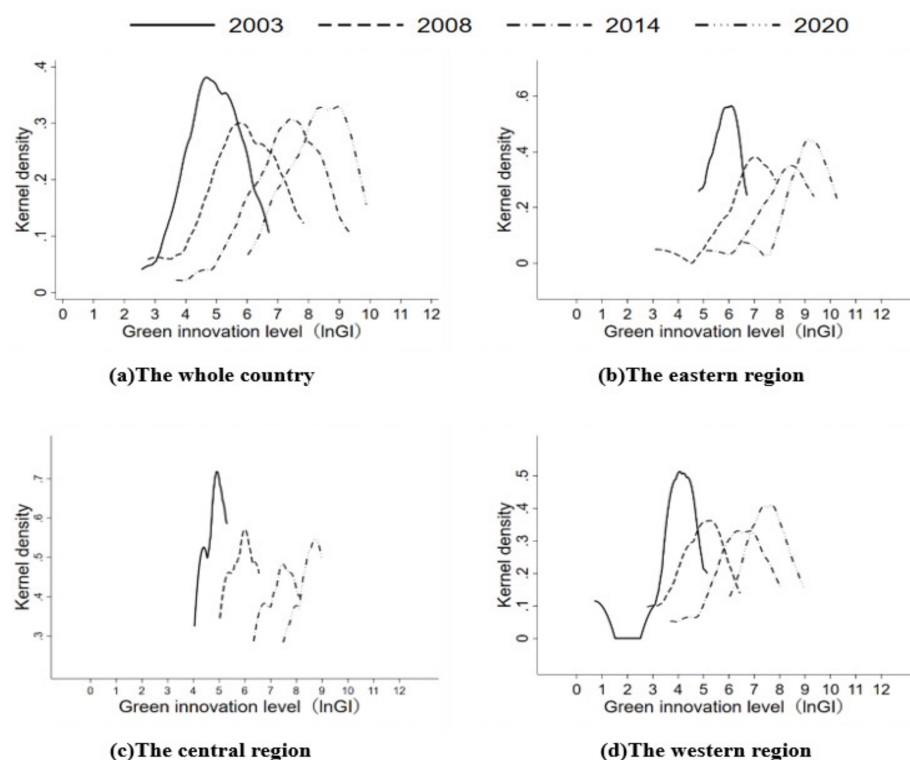 2003 2008 2014 2020
Kernel density
.4
.3
.2
.1
0
0 1 2 3 4 5 6 7 8 9 10 11 12
Green innovation level（lnGI）
(a)The whole country
Kernel density
.6
.4
.2
0
0 1 2 3 4 5 6 7 8 9 10 11 12
Green innovation level（lnGI）
(b)The eastern region
Kernel density
.7
.6
.5
.4
.3
0 1 2 3 4 5 6 7 8 9 10 11 12
Green innovation level（lnGI）
(c)The central region
Kernel density
.5
.4
.3
.2
.1
0
0 1 2 3 4 5 6 7 8 9 10 11 12
Green innovation level（lnGI）
(d)The western region